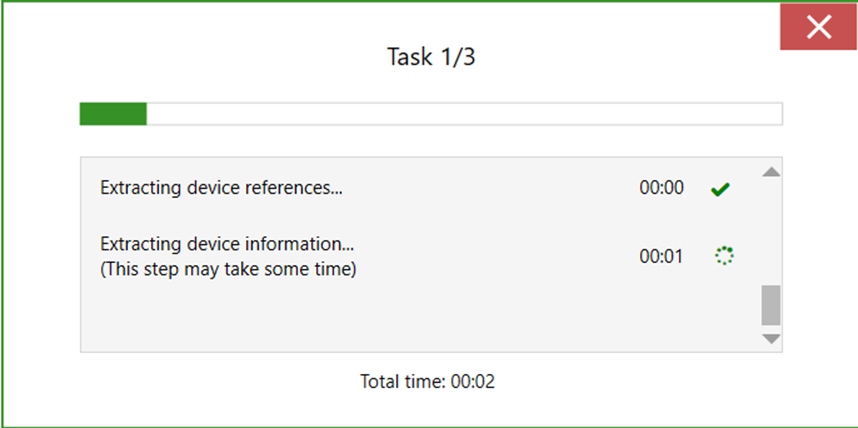 Task 1/3
Extracting device references... 00:00
Extracting device information...
(This step may take some time) 00:01
Total time: 00:02